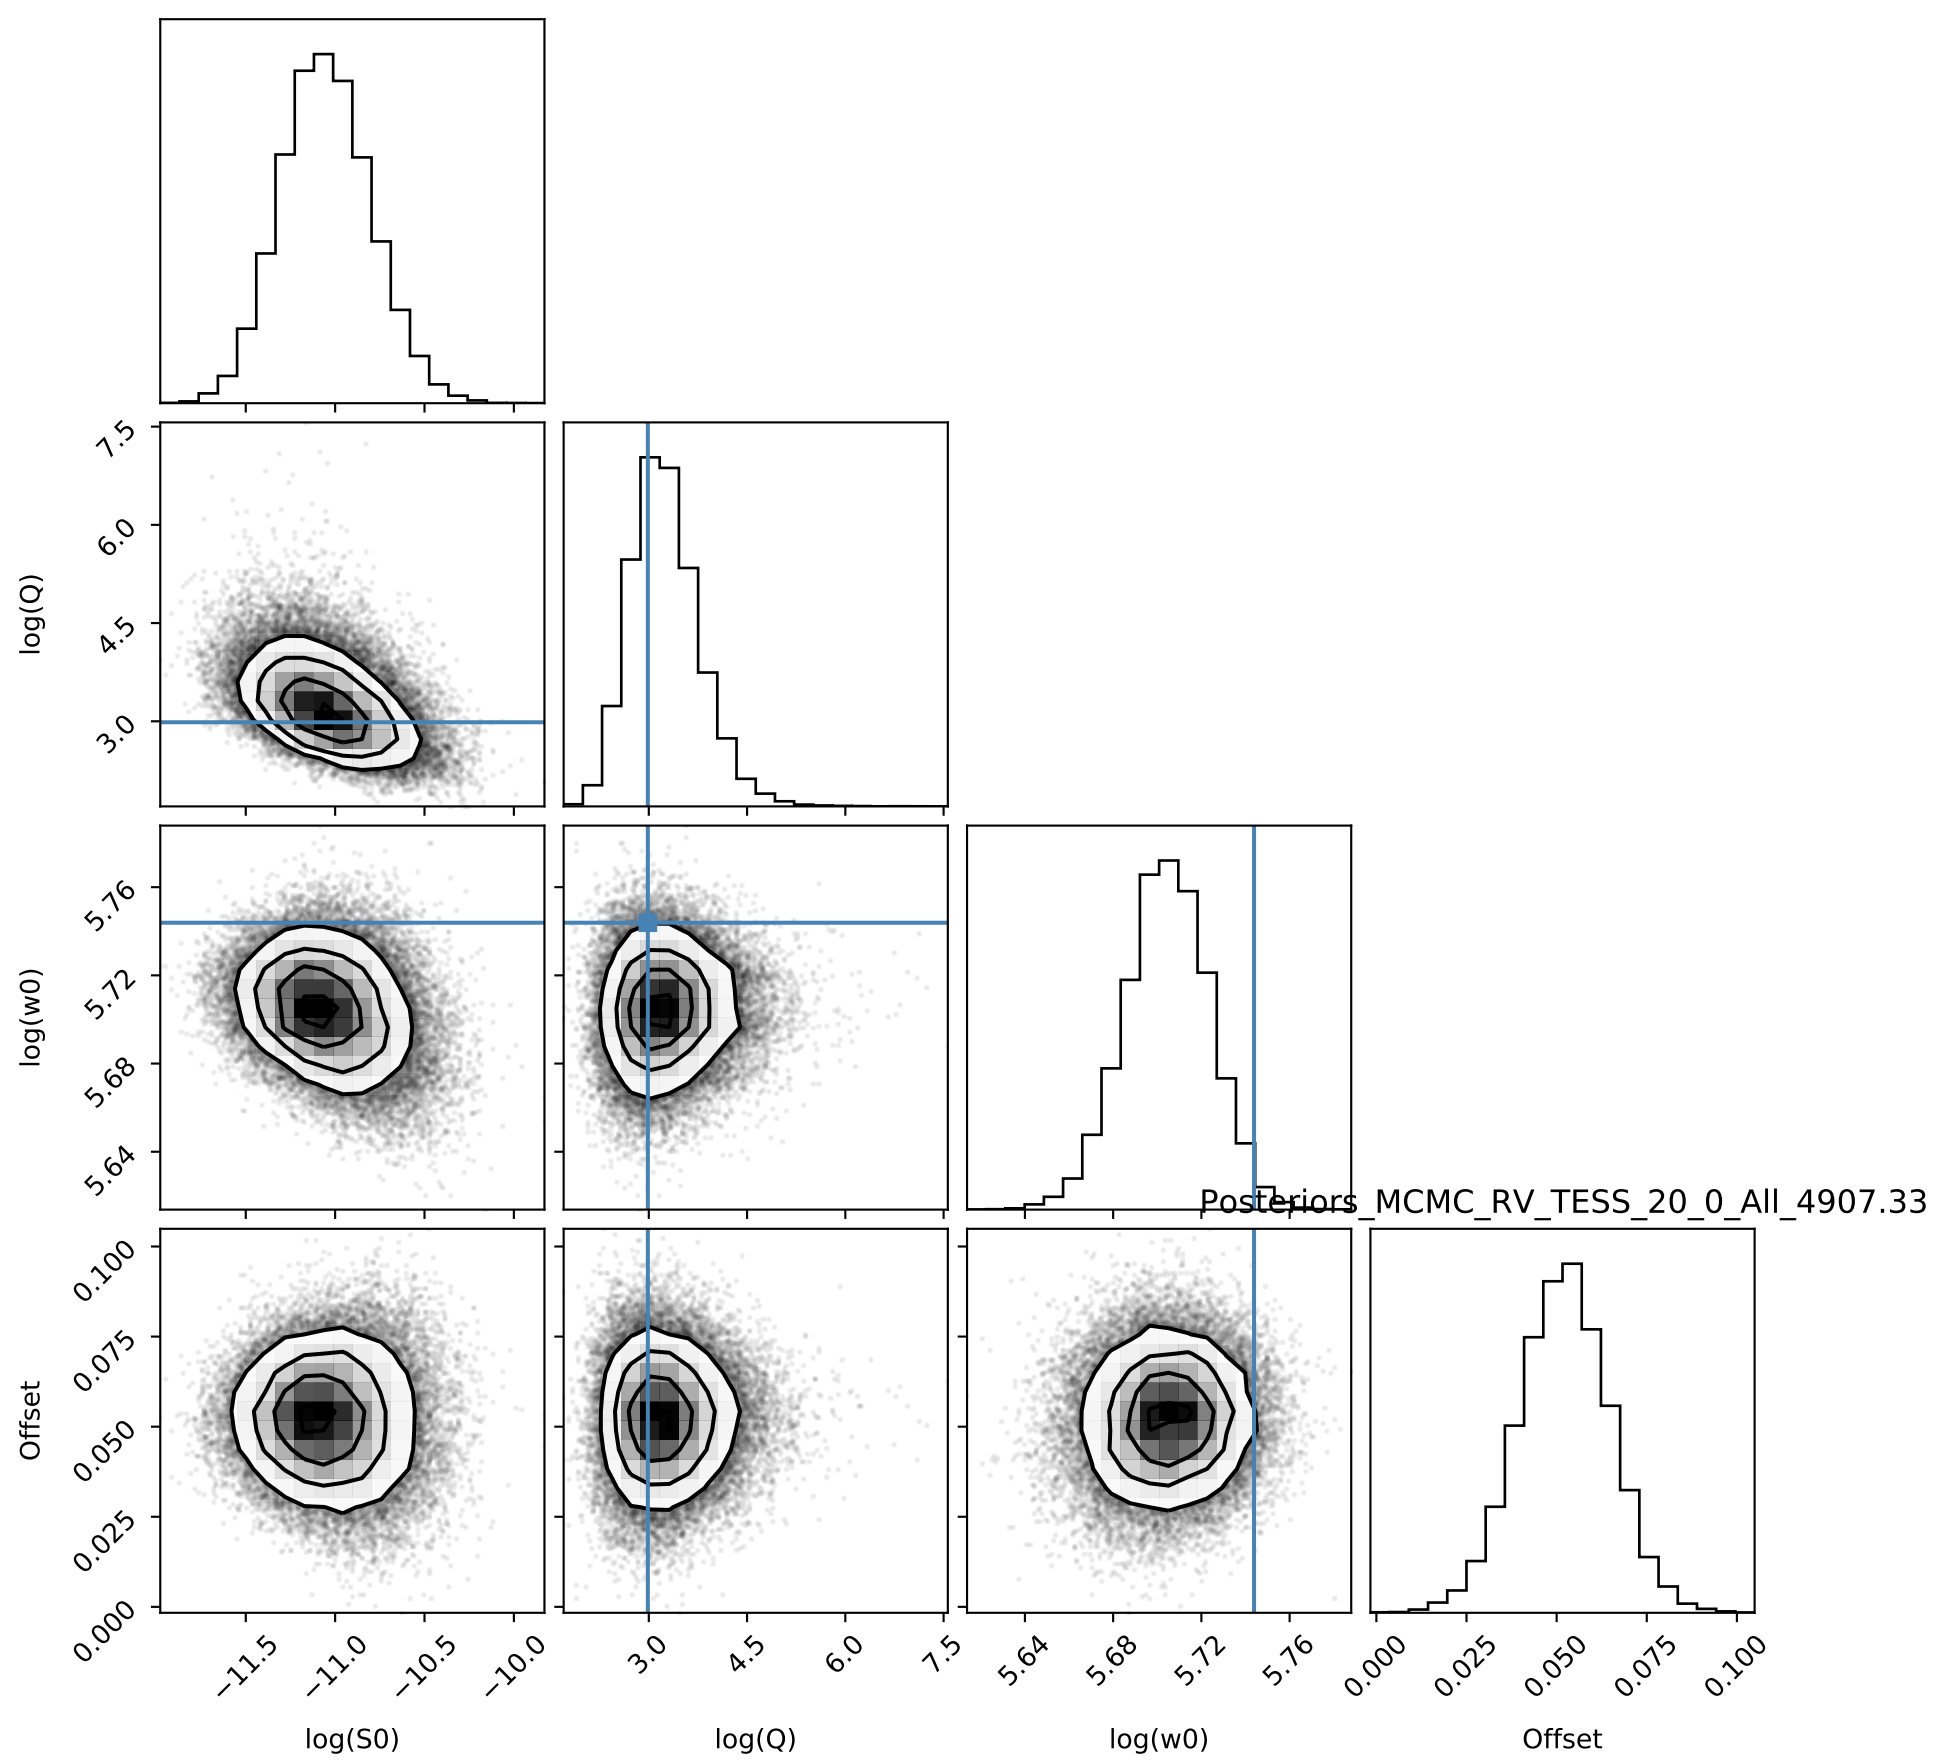 7.5
6.0
4.5
3.0
log(Q)
5.76
5.72
5.68
5.64
log(w0)
Posteriors_MCMC_RV_TESS_20_0_All_4907.33
0.100
0.075
0.050
0.025
0.000
Offset
−11.5 −11.0 −10.5 −10.0
3.0 4.5 6.0 7.5
5.64 5.68 5.72 5.76
0.000 0.025 0.050 0.075 0.100
log(S0) log(Q) log(w0) Offset